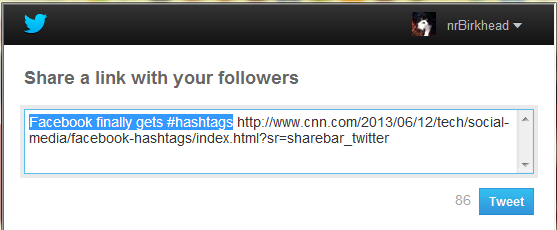 nrBirkhead
Share a link with your followers
Facebook finally gets #hashtags http://www.cnn.com/2013/06/12/tech/social-
media/facebook-hashtags/index.html?sr=sharebar_twitter
86 Tweet